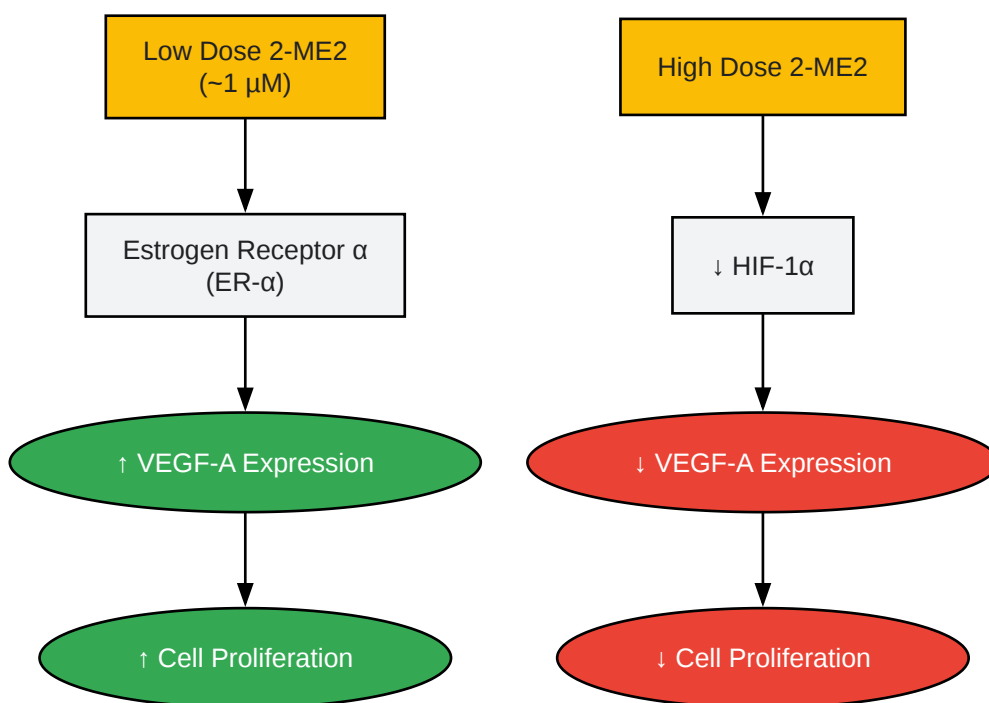 Low Dose 2-ME2
(~1 µM)
Estrogen Receptor α
(ER-α)
↑ VEGF-A Expression
↑ Cell Proliferation
High Dose 2-ME2
↓ HIF-1α
↓ VEGF-A Expression
↓ Cell Proliferation